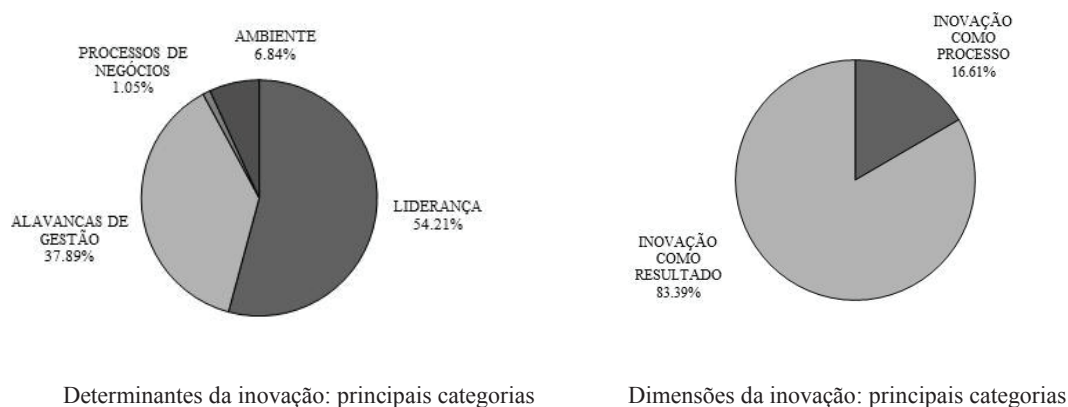 AMBIENTE
6.84%
PROCESSOS DE
NEGÓCIOS
1.05%
LIDERANÇA
54.21%
ALAVANCAS DE
GESTÃO
37.89%
INOVAÇÃO
COMO
PROCESSO
16.61%
INOVAÇÃO
COMO
RESULTADO
83.39%
Determinantes da inovação: principais categorias
Dimensões da inovação: principais categorias